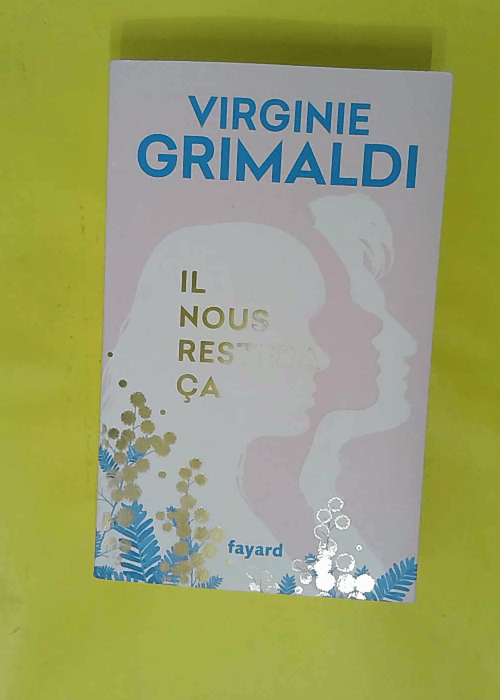 VIRGINIE
GRIMALDI
IL
NOUS
RESTERA
ÇA
fayard